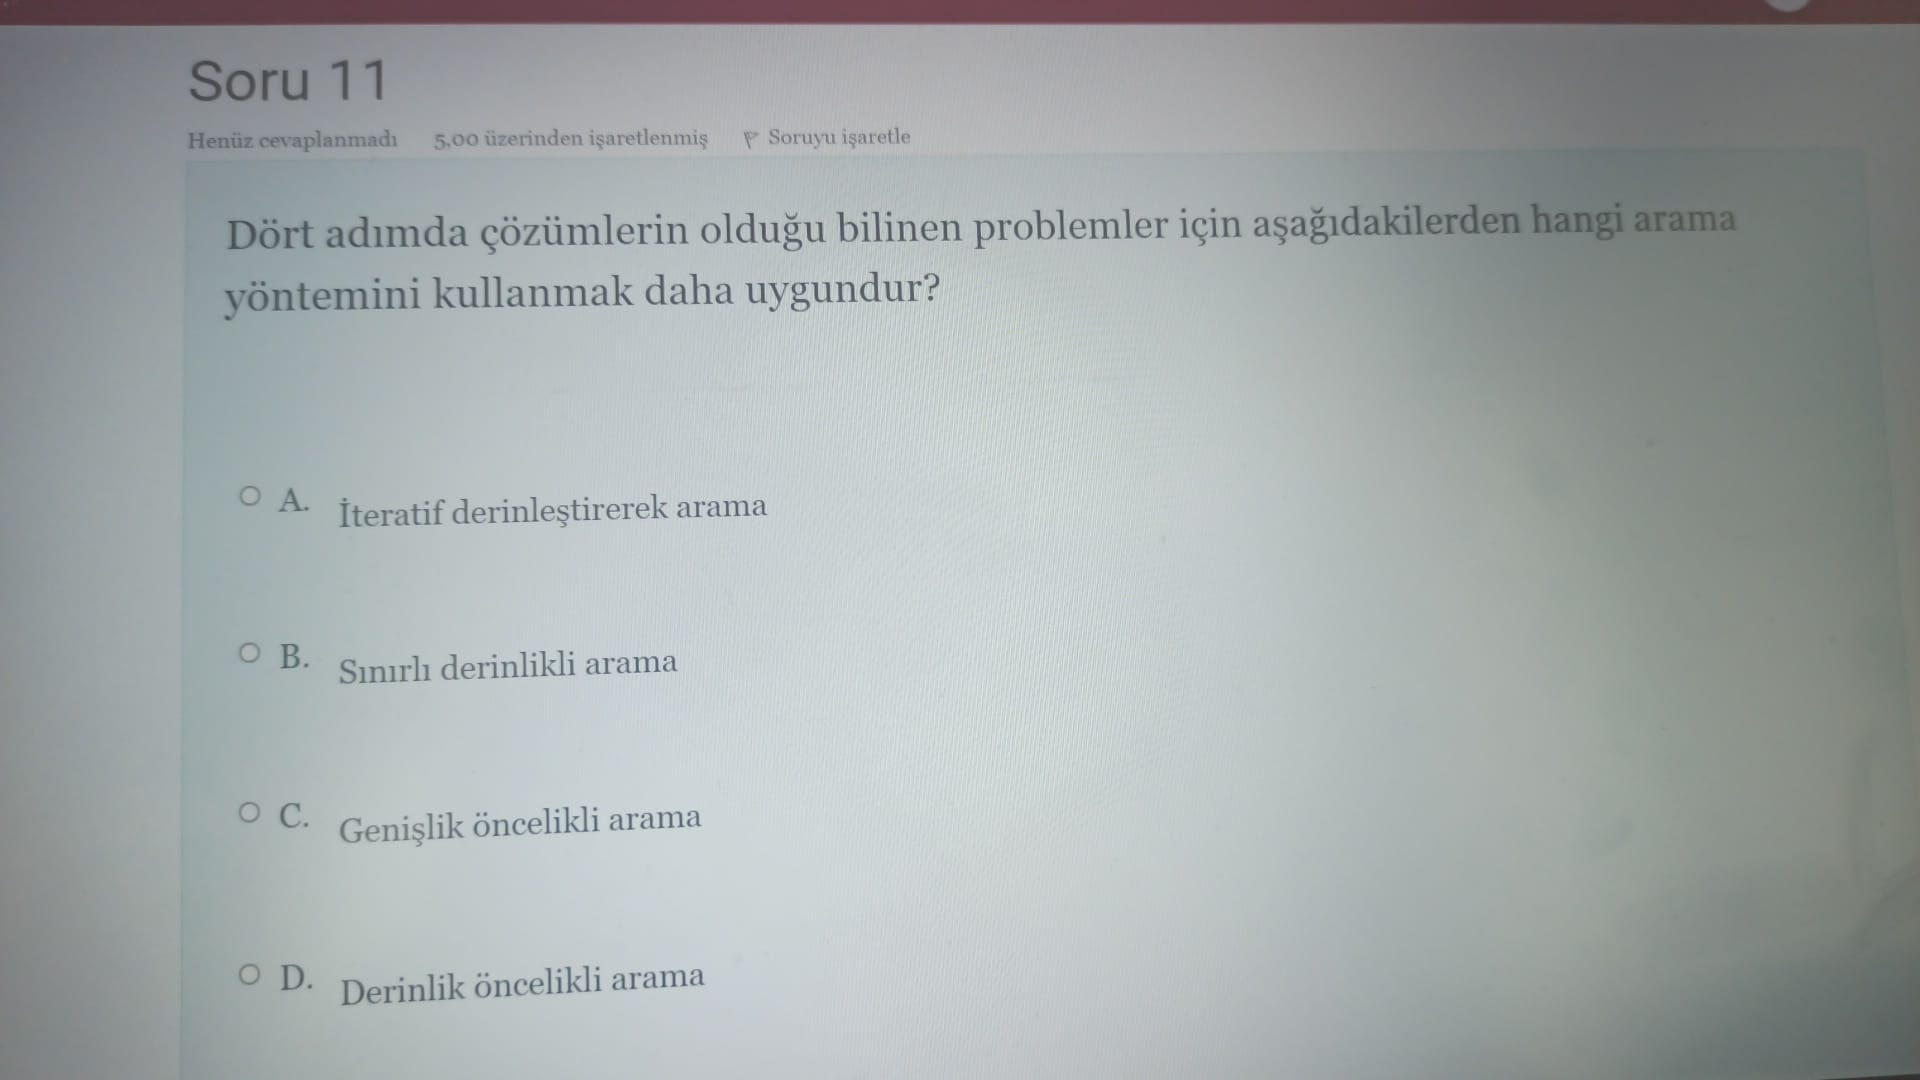 Soru 11
Henüz cevaplanmadı 5,00 üzerinden işaretlenmiş Soruyu işaretle
Dört adımda çözümlerin olduğu bilinen problemler için aşağıdakilerden hangi arama
yöntemini kullanmak daha uygundur?
A. İteratif derinleştirerek arama
B. Sınırlı derinlikli arama
C. Genişlik öncelikli arama
D. Derinlik öncelikli arama